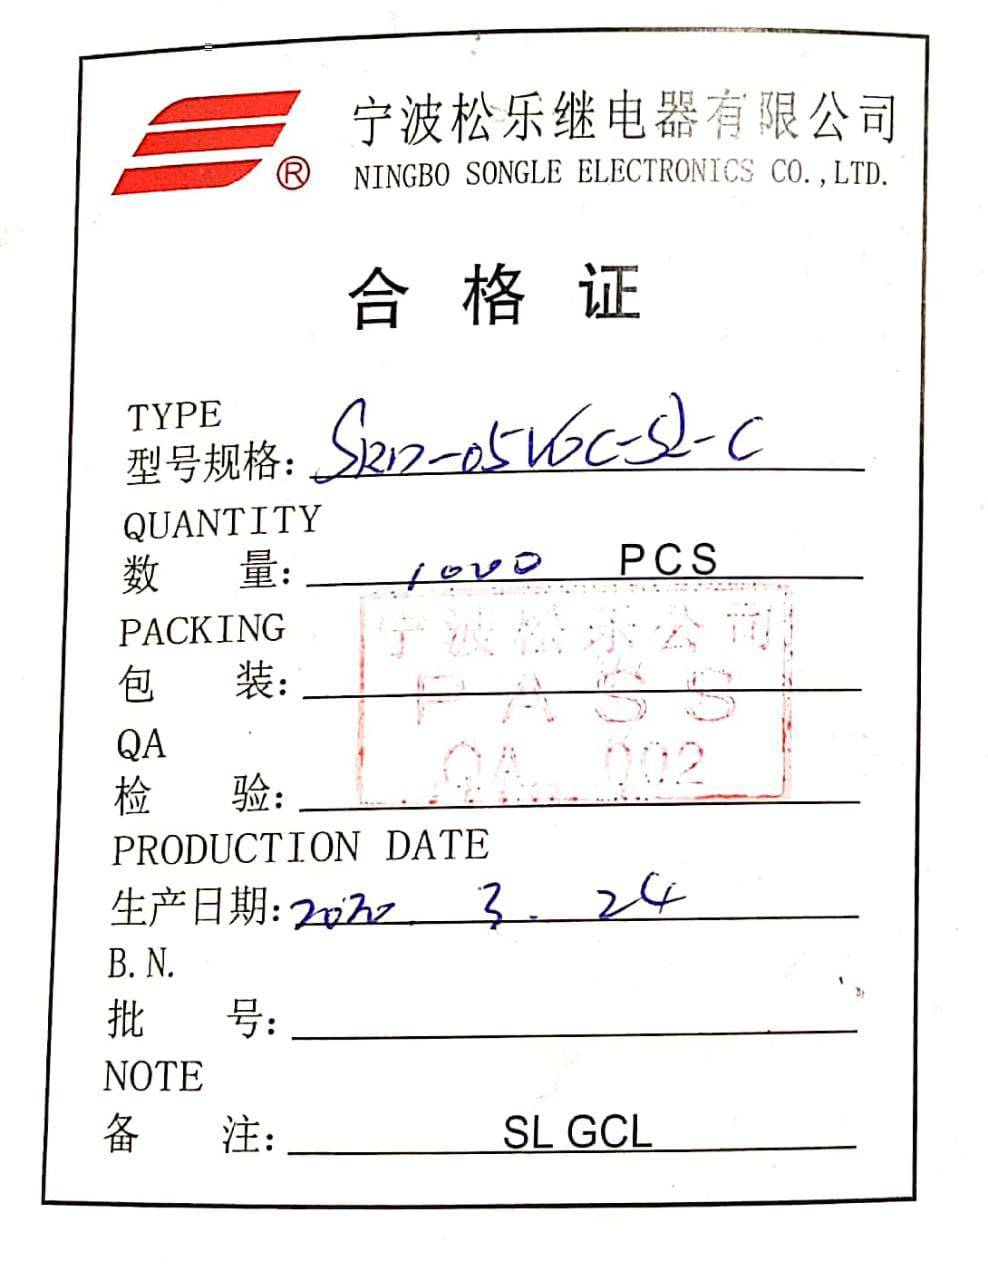 宁波松乐继电器有限公司
®
NINGBO SONGLE ELECTRONICS CO.,LTD.
合格证
TYPE
型号规格: SRD-05VDC-SL-C
QUANTITY
数 量: 1000 PCS
宁波松乐公司
PACKING
包 装:
PASS
QA
检 验:
QA 002
PRODUCTION DATE
生产日期: 2020. 3. 24
B.N.
批 号:
NOTE
备 注: SL GCL